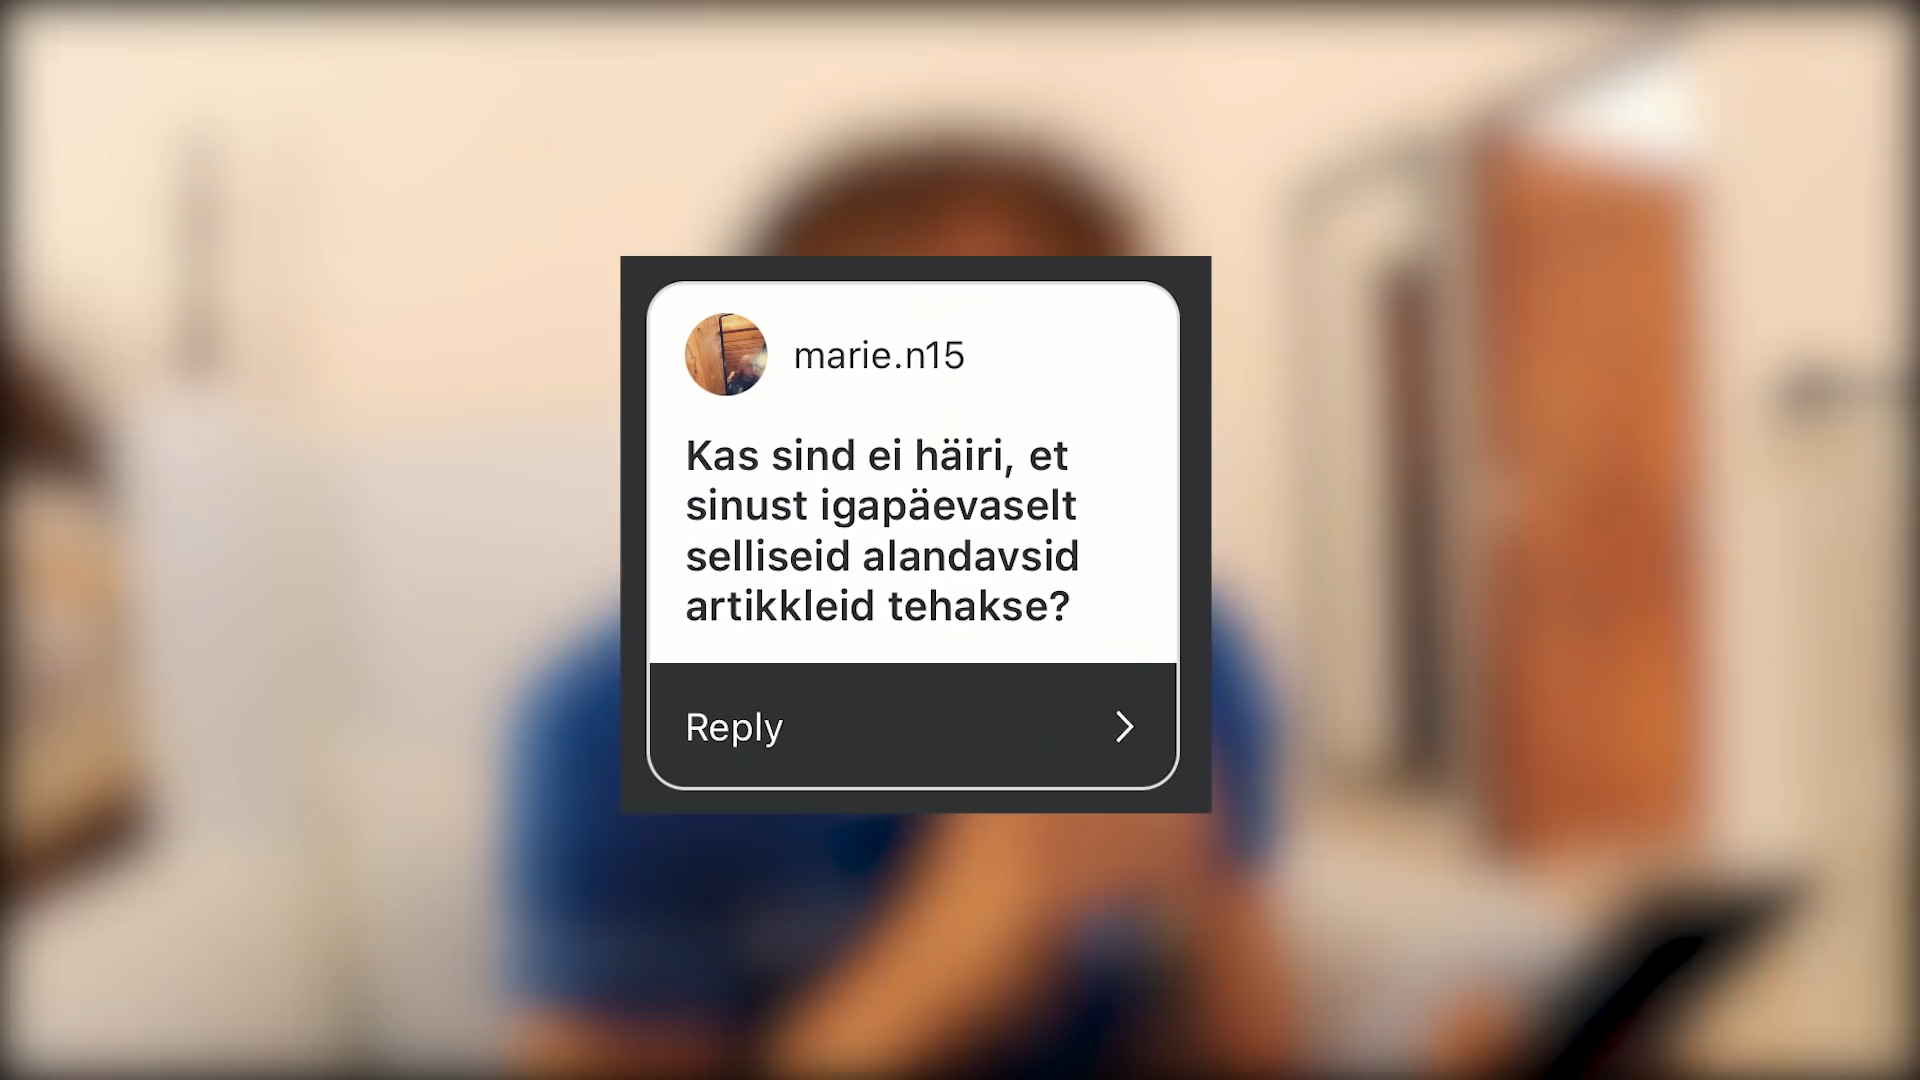 marie.n15
Kas sind ei häiri, et
sinust igapäevaselt
selliseid alandavsid
artikkleid tehakse?
Reply